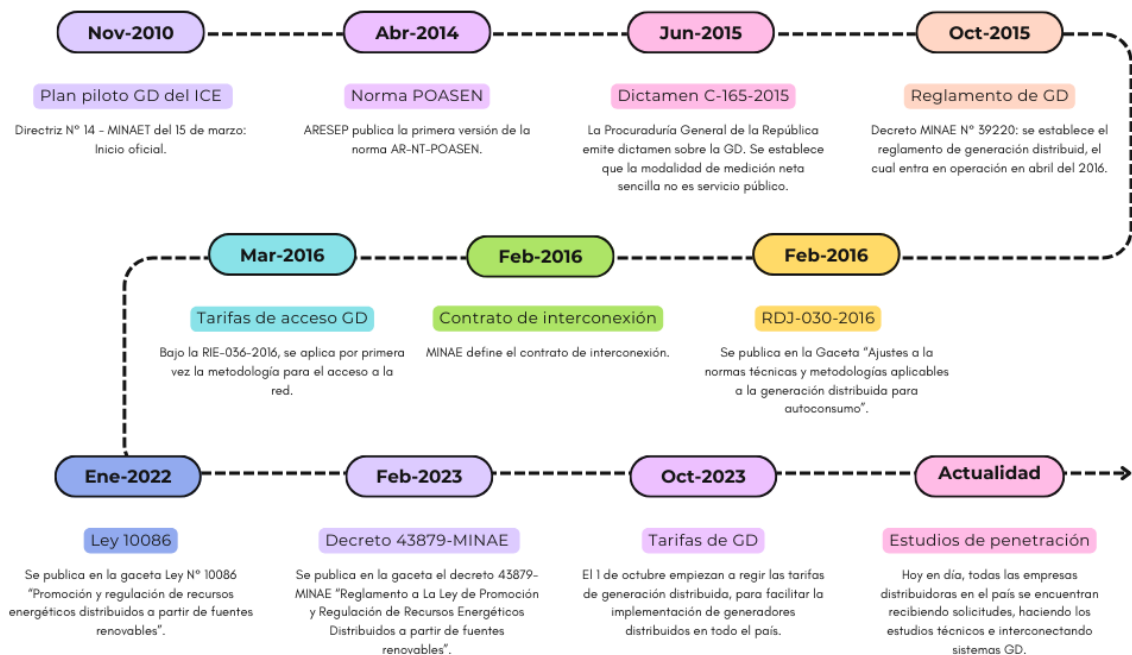 Nov-2010
Plan piloto GD del ICE
Directriz N° 14 - MINAET del 15 de marzo:
Inicio oficial.
Abr-2014
Norma POASEN
ARESEP publica la primera versión de la
norma AR-NT-POASEN.
Jun-2015
Dictamen C-165-2015
La Procuraduría General de la República
emite dictamen sobre la GD. Se establece
que la modalidad de medición neta
sencilla no es servicio público.
Oct-2015
Reglamento de GD
Decreto MINAE N° 39220: se establece el
reglamento de generación distribuid, el
cual entra en operación en abril del 2016.
Feb-2016
RDJ-030-2016
Se publica en la Gaceta “Ajustes a la
normas técnicas y metodologías aplicables
a la generación distribuida para
autoconsumo”.
Feb-2016
Contrato de interconexión
MINAE define el contrato de interconexión.
Mar-2016
Tarifas de acceso GD
Bajo la RIE-036-2016, se aplica por primera
vez la metodología para el acceso a la
red.
Ene-2022
Ley 10086
Se publica en la gaceta Ley N° 10086
“Promoción y regulación de recursos
energéticos distribuidos a partir de fuentes
renovables”.
Feb-2023
Decreto 43879-MINAE
Se publica en la gaceta el decreto 43879-
MINAE “Reglamento a La Ley de Promoción
y Regulación de Recursos Energéticos
Distribuidos a partir de fuentes
renovables”.
Oct-2023
Tarifas de GD
El 1 de octubre empiezan a regir las tarifas
de generación distribuida, para facilitar la
implementación de generadores
distribuidos en todo el país.
Actualidad
Estudios de penetración
Hoy en día, todas las empresas
distribuidoras en el país se encuentran
recibiendo solicitudes, haciendo los
estudios técnicos e interconectando
sistemas GD.